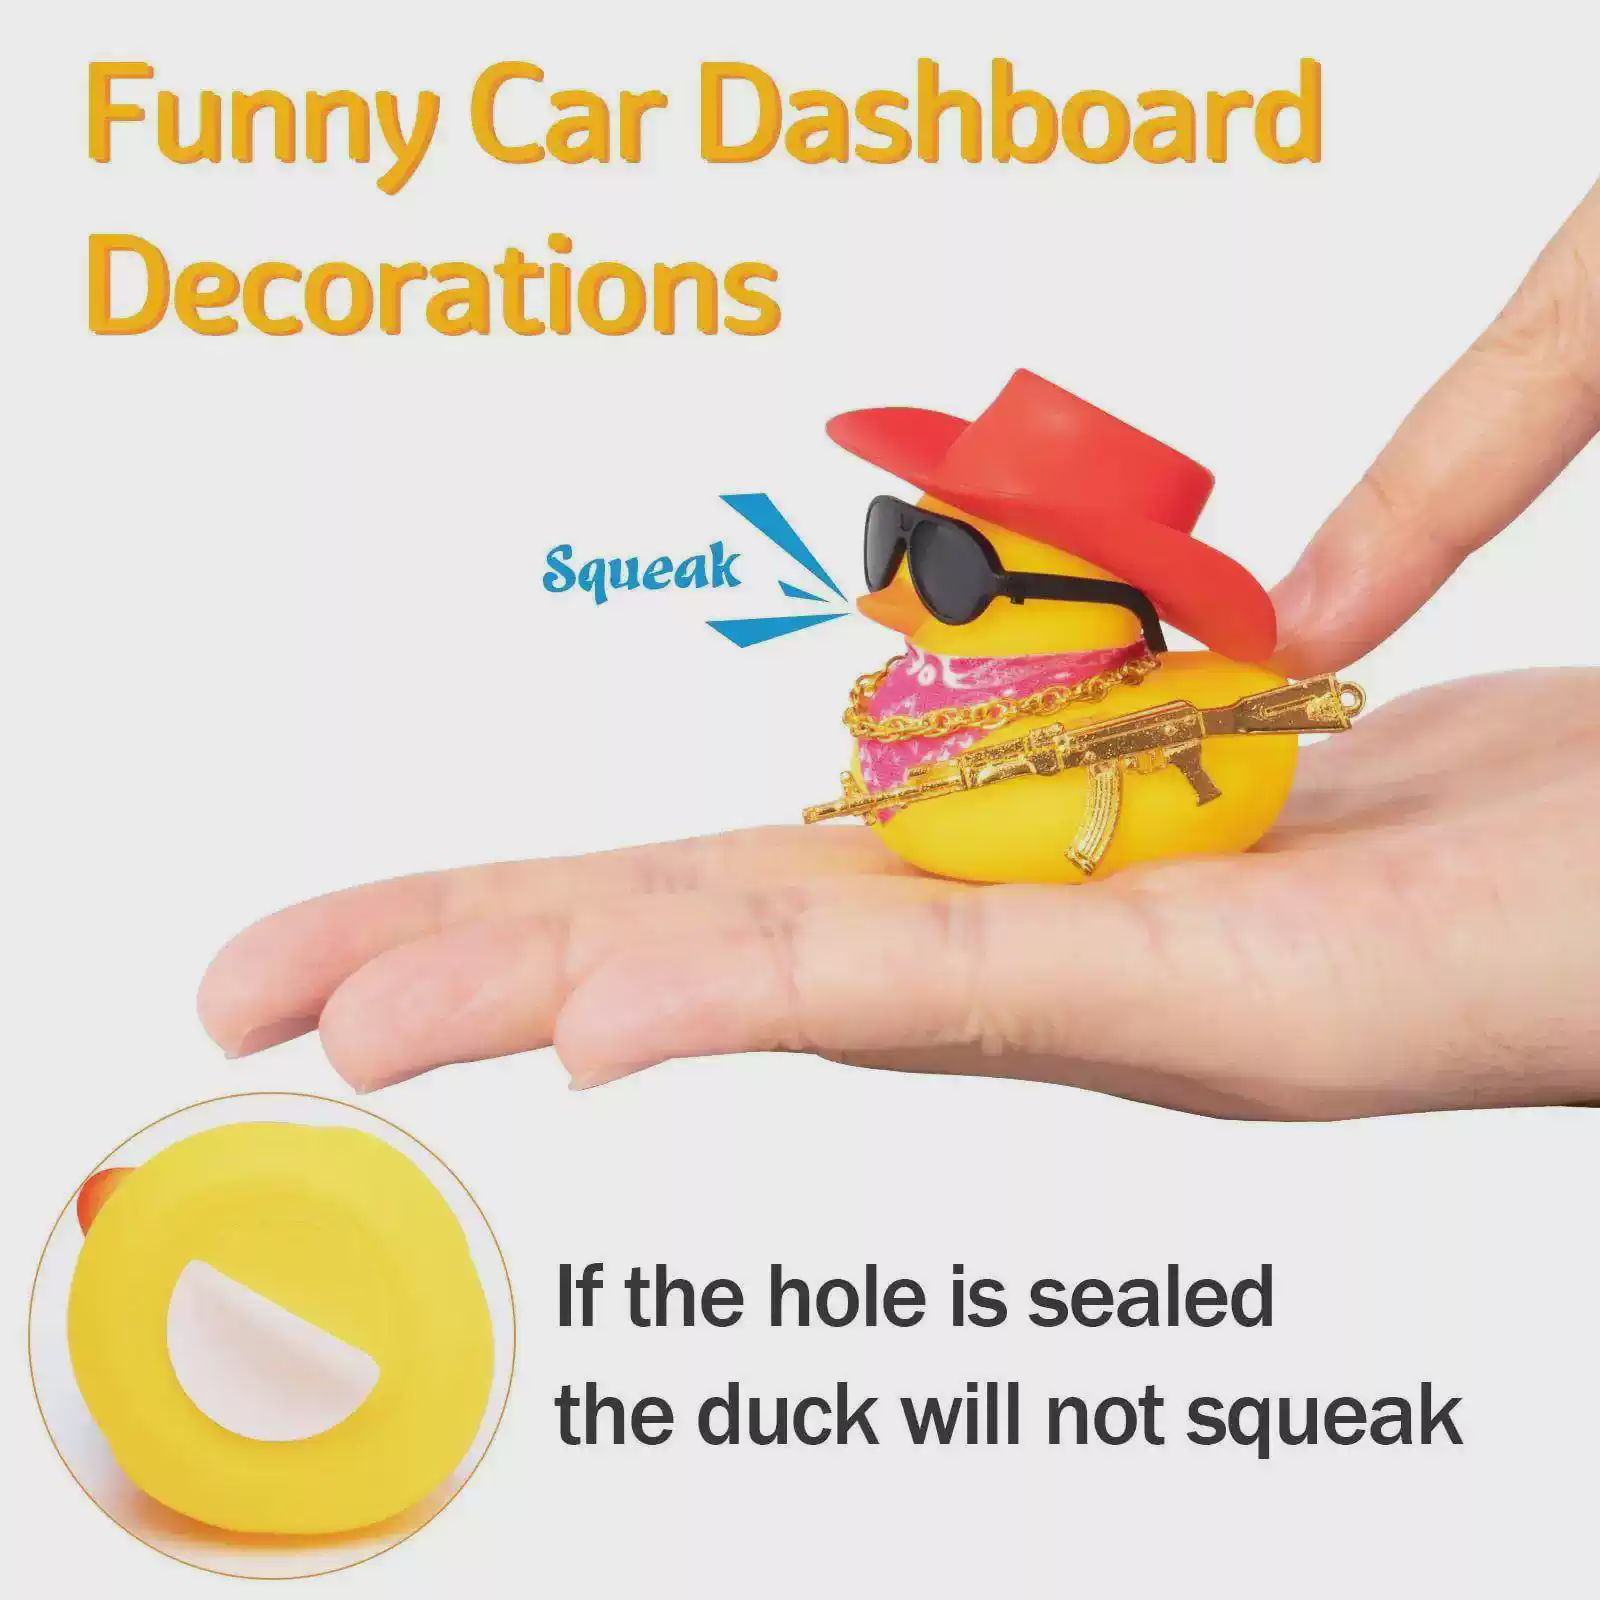 Funny Car Dashboard
Decorations
Squeak
If the hole is sealed
the duck will not squeak